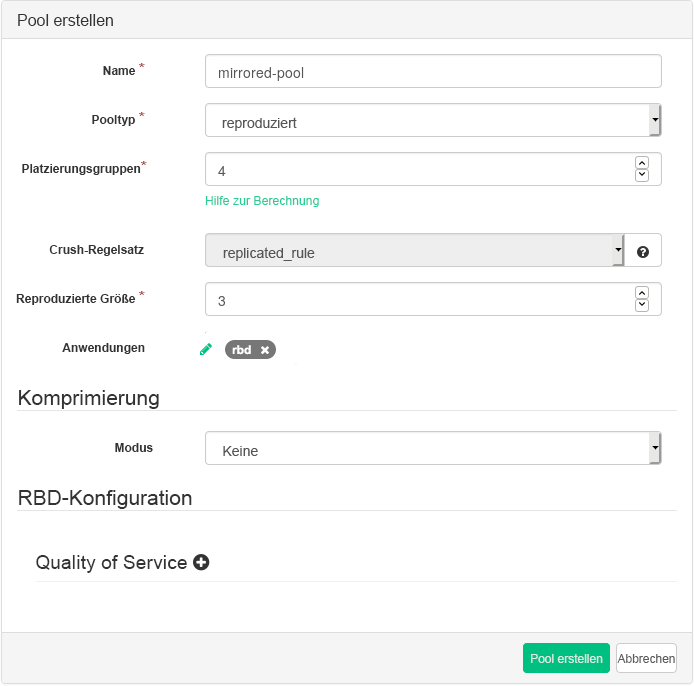 Pool erstellen
Name *
mirrored-pool
Pooltyp *
reproduziert
Platzierungsgruppen*
4
Hilfe zur Berechnung
Crush-Regelsatz
replicated_rule
Reproduzierte Größe *
3
Anwendungen
rbd
Komprimierung
Modus
Keine
RBD-Konfiguration
Quality of Service
Pool erstellen
Abbrechen